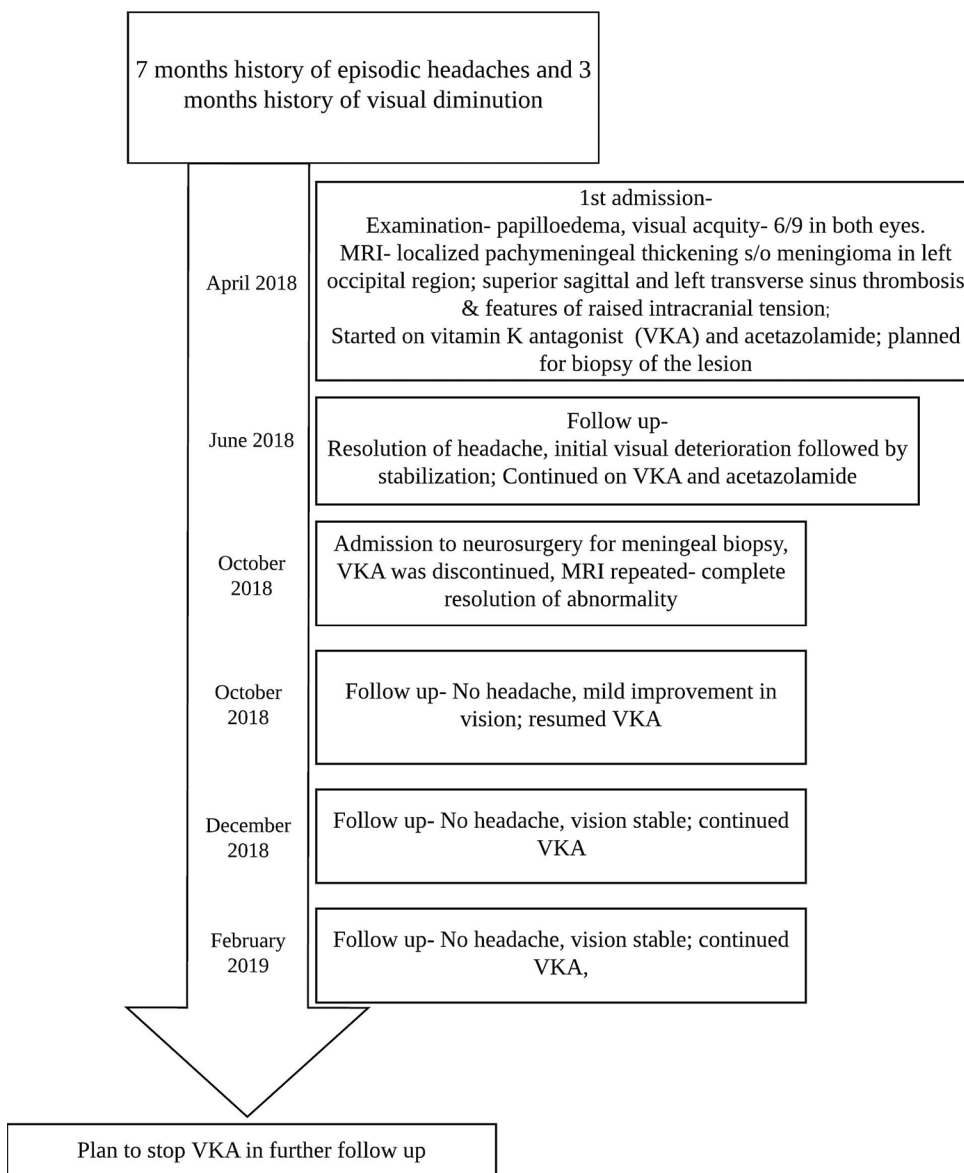 7 months history of episodic headaches and 3
months history of visual diminution
April 2018
1st admission-
Examination- papilloedema, visual acquity- 6/9 in both eyes.
MRI- localized pachymeningeal thickening s/o meningioma in left
occipital region; superior sagittal and left transverse sinus thrombosis
& features of raised intracranial tension;
Started on vitamin K antagonist (VKA) and acetazolamide; planned
for biopsy of the lesion
June 2018
Follow up-
Resolution of headache, initial visual deterioration followed by
stabilization; Continued on VKA and acetazolamide
October
2018
Admission to neurosurgery for meningeal biopsy,
VKA was discontinued, MRI repeated- complete
resolution of abnormality
October
2018
Follow up- No headache, mild improvement in
vision; resumed VKA
December
2018
Follow up- No headache, vision stable; continued
VKA
February
2019
Follow up- No headache, vision stable; continued
VKA,
Plan to stop VKA in further follow up